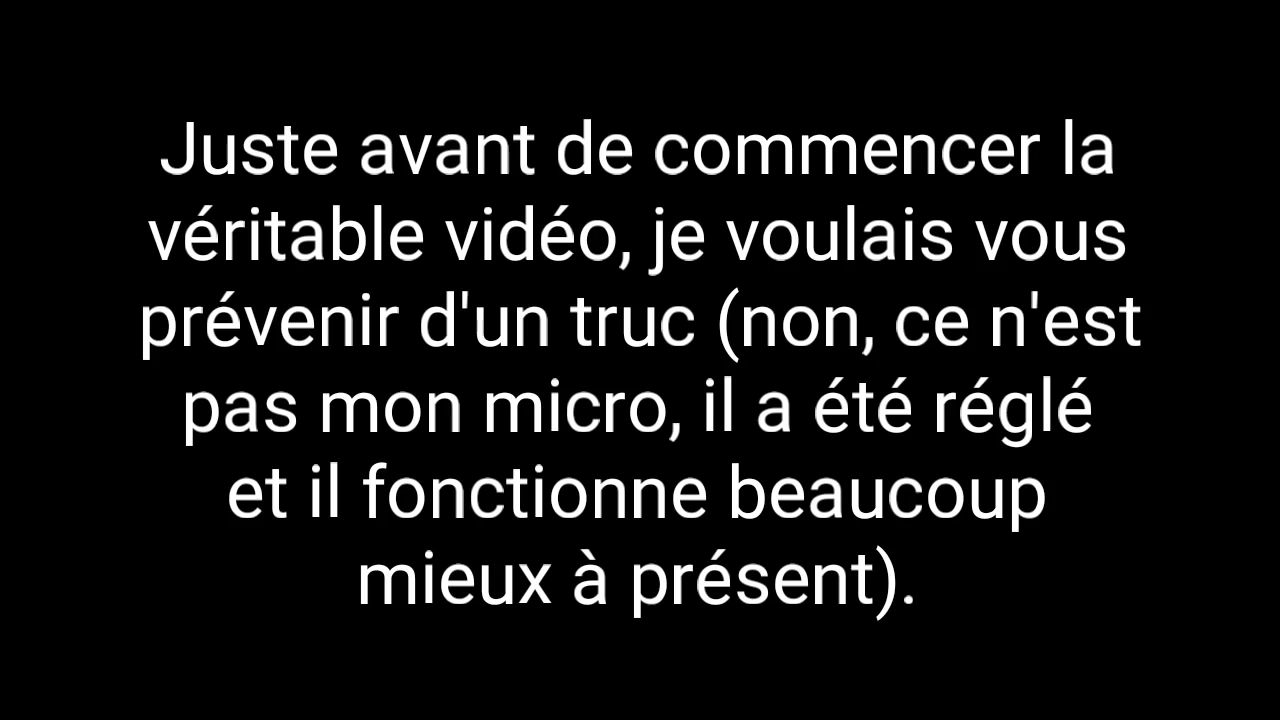 Juste avant de commencer la
véritable vidéo, je voulais vous
prévenir d'un truc (non, ce n'est
pas mon micro, il a été réglé
et il fonctionne beaucoup
mieux à présent).